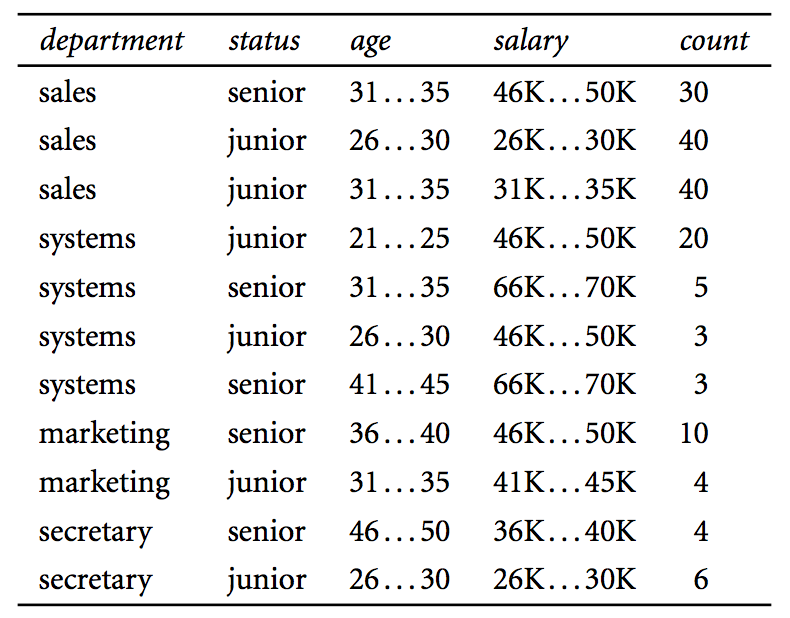 department status age salary count
sales senior 31...35 46K...50K 30
sales junior 26...30 26K...30K 40
sales junior 31...35 31K...35K 40
systems junior 21...25 46K...50K 20
systems senior 31...35 66K...70K 5
systems junior 26...30 46K...50K 3
systems senior 41...45 66K...70K 3
marketing senior 36...40 46K...50K 10
marketing junior 31...35 41K...45K 4
secretary senior 46...50 36K...40K 4
secretary junior 26...30 26K...30K 6